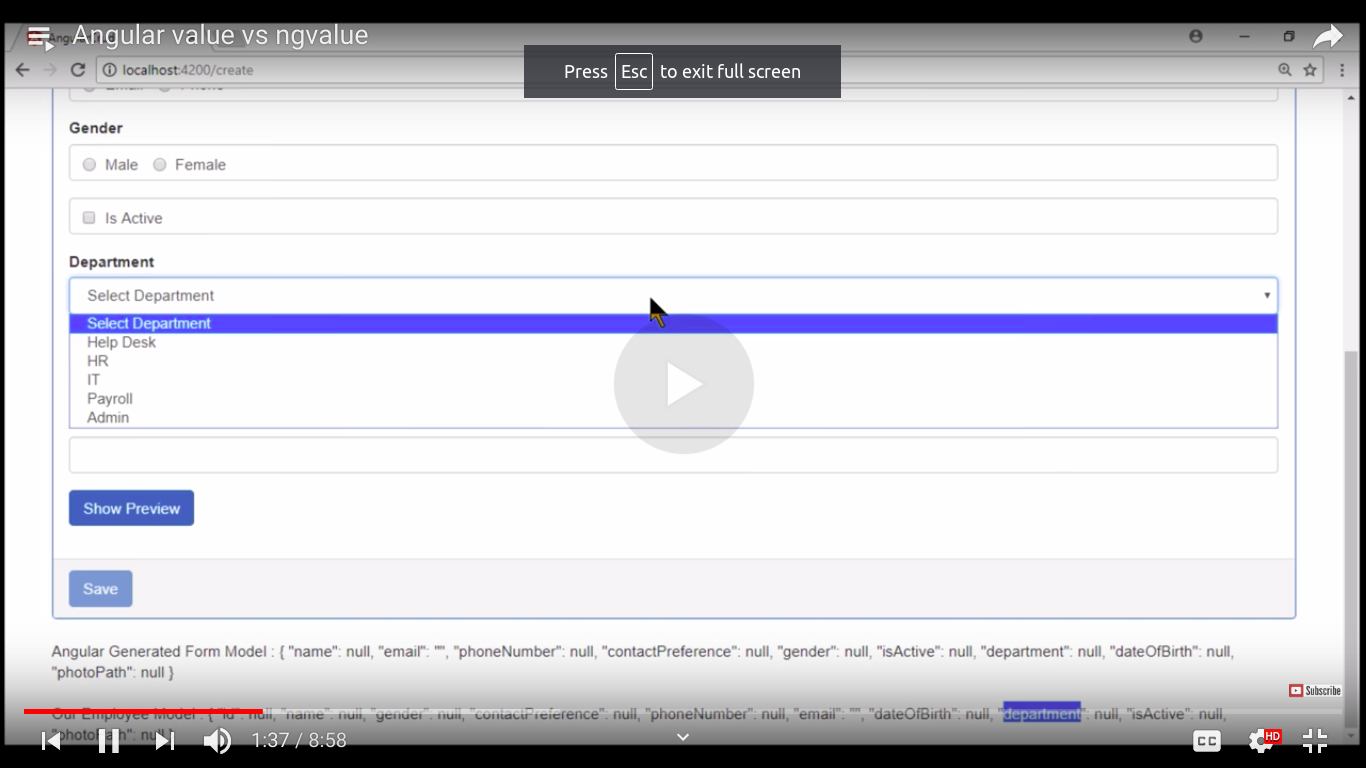 Angular value vs ngvalue
Press Esc to exit full screen
localhost:4200/create
Email Phone
Gender
Male Female
Is Active
Department
Select Department
Select Department
Help Desk
HR
IT
Payroll
Admin
Show Preview
Save
Angular Generated Form Model : { "name": null, "email": "", "phoneNumber": null, "contactPreference": null, "gender": null, "isActive": null, "department": null, "dateOfBirth": null,
"photoPath": null }
Subscribe
Our Employee Model : { "id": null, "name": null, "gender": null, "contactPreference": null, "phoneNumber": null, "email": "", "dateOfBirth": null, "department": null, "isActive": null,
"photoPath": null }
1:37 / 8:58
CC
HD